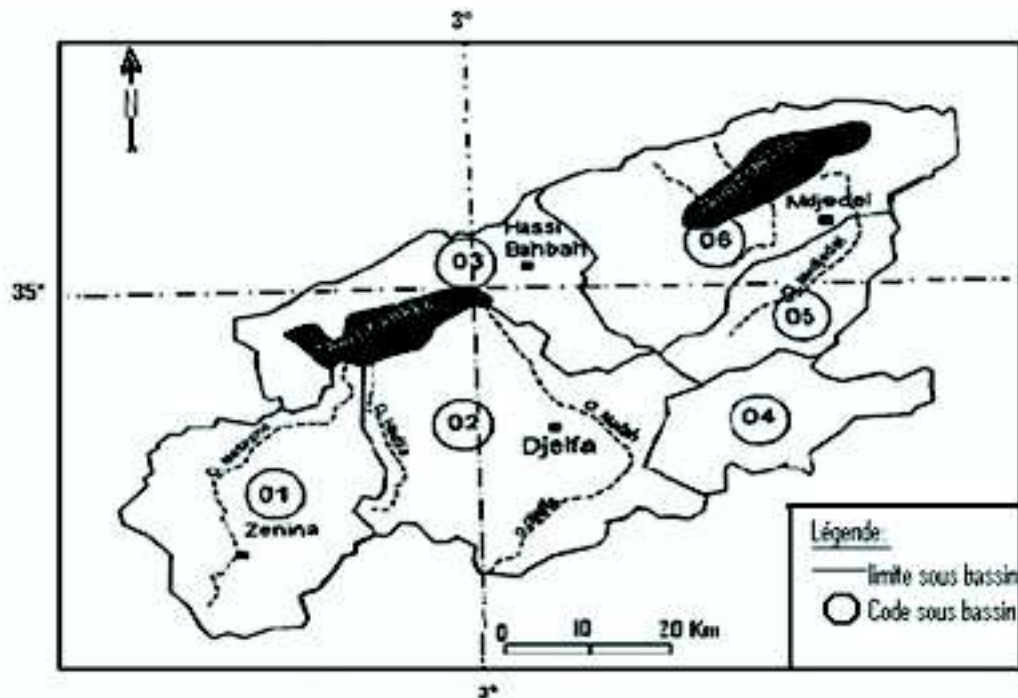 3°
N
35°
Hassi
Bahbah
03
06
Mdjedel
05
02
04
Djelfa
01
Zenina
Légende:
limite sous bassin
Code sous bassin
0 10 20 Km
3°